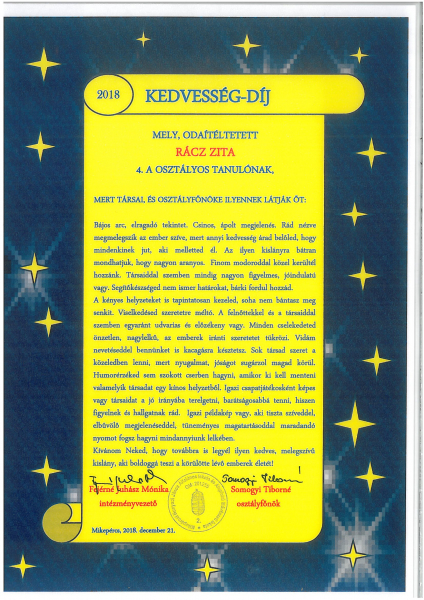 2018
KEDVESSÉG-DÍJ
MELY, ODAÍTÉLTETETT
RÁCZ ZITA
4. A OSZTÁLYOS TANULÓNAK,
MERT TÁRSAI, ÉS OSZTÁLYFŐNÖKE ILYENNEK LÁTJÁK ŐT:
Bájos arc, elragadó tekintet. Csinos, ápolt megjelenés. Rád nézve
megmelegszik az ember szíve, mert annyi kedvesség árad belőled, hogy
mindenkinek jut, aki melletted él. Az ilyen kislányra bátran
mondhatjuk, hogy nagyon aranyos. Finom modoroddal közel kerültél
hozzánk. Társaiddal szemben mindig nagyon figyelmes, jóindulatú
vagy. Segítőkészséged nem ismer határokat, bárki fordul hozzád.
A kényes helyzeteket is tapintatosan kezeled, soha nem bántasz meg
senkit. Viselkedésed szeretetre méltó. A felnőttekkel és a társaiddal
szemben egyaránt udvarias és előzékeny vagy. Minden cselekedeted
önzetlen, nagylelkű, az emberek iránti szeretetet tükrözi. Vidám
nevetéseddel bennünket is kacagásra késztetsz. Sok társad szeret a
közeledben lenni, mert nyugalmat, jóságot sugárzol magad körül.
Humorérzéked sem szokott cserben hagyni, amikor ki kell menteni
valamelyik társadat egy kínos helyzetből. Igazi csapatjátékosként képes
vagy társaidat a jó irányába terelgetni, barátságosabbá tenni, hiszen
figyelnek és hallgatnak rád. Igazi példakép vagy, aki tiszta szíveddel,
elbűvölő megjelenéseddel, tüneményes magatartásoddal maradandó
nyomot fogsz hagyni mindannyiunk lelkében.
Kívánom Neked, hogy továbbra is legyél ilyen kedves, melegszívű
kislány, aki boldoggá teszi a körülötte lévő emberek életét!
Fejérné Juhász Mónika
Somogyi Tiborné
intézményvezető
osztályfőnök
2.
Mikepércs, 2018. december 21.